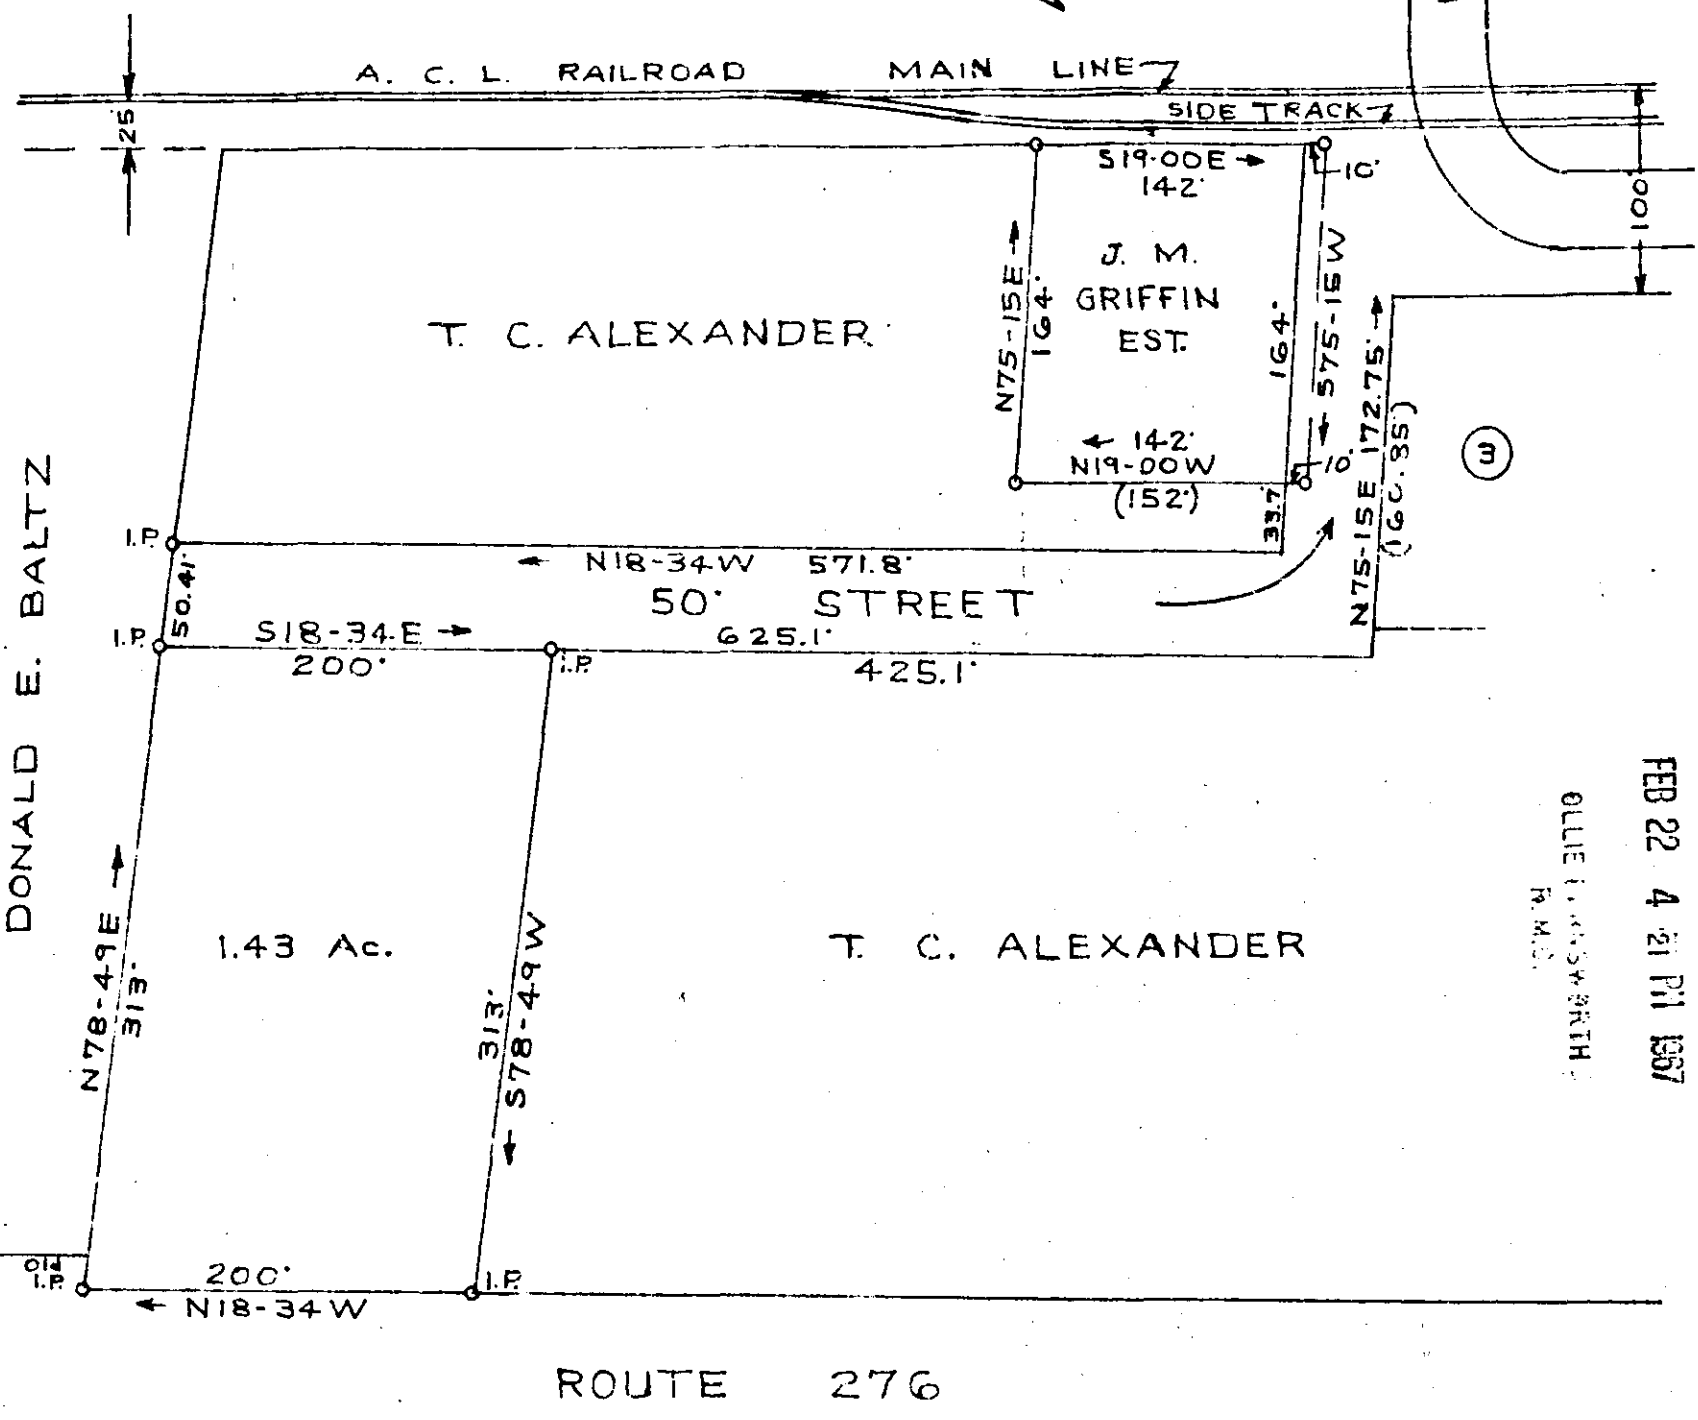 A. C. L. RAILROAD MAIN LINE
SIDE TRACK
25'
S19-00E
142'
10'
100'
J. M.
GRIFFIN
EST.
N75-15E
164'
164'
S75-15W
T. C. ALEXANDER
142'
N19-00W
(152')
10'
33.7'
N75-15E 172.75'
3
DONALD E. BALTZ
I.P.
N18-34W 571.8'
50' STREET
50.41'
I.P.
S18-34-E
625.1'
200'
I.P.
425.1'
N78-49E
313'
1.43 Ac.
313'
S78-49W
T. C. ALEXANDER
FEB 22 4 21 PM 1967
OLLIE
R.M.C.
Old
I.P.
200'
I.P.
N18-34W
ROUTE 276